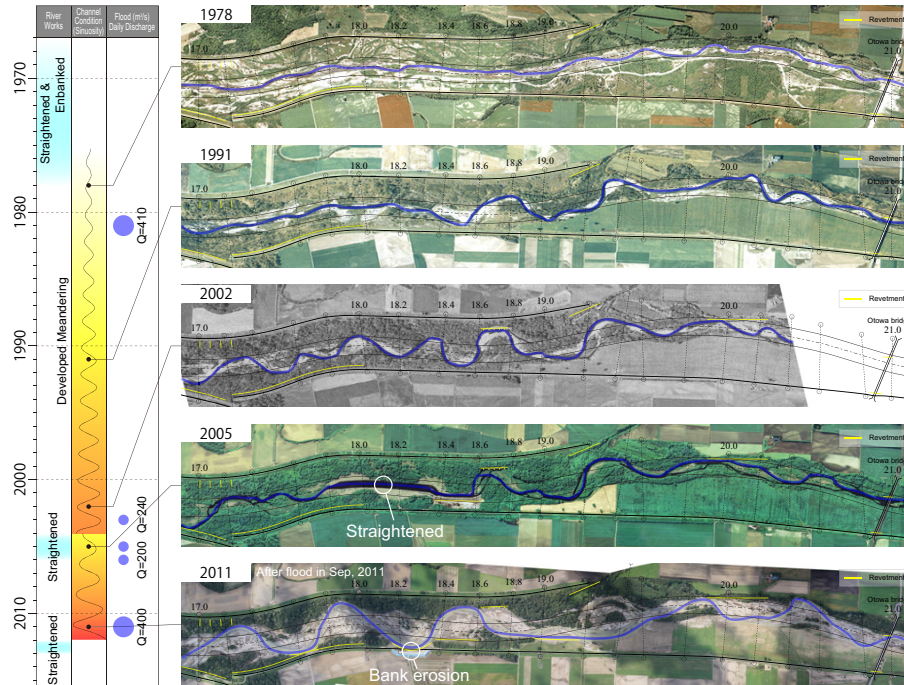 River
Works
Channel
Condition
(Sinuosity)
Flood (m³/s)
Daily Discharge
1970
1980
1990
2000
2010
Straightened &
Enbanked
Developed Meandering
Straightened
Straightened
Q=410
Q=240
Q=200
Q=400
1978
Revetment
17.0
18.0
18.2
18.4
18.6
18.8
19.0
20.0
Otowa bridge
21.0
1991
Revetment
17.0
18.0
18.2
18.4
18.6
18.8
19.0
20.0
Otowa bridge
21.0
2002
Revetment
17.0
18.0
18.2
18.4
18.6
18.8
19.0
20.0
Otowa bridge
21.0
2005
Revetment
17.0
18.0
18.2
18.4
18.6
18.8
19.0
20.0
Otowa bridge
21.0
Straightened
2011
After flood in Sep, 2011
Revetment
17.0
18.0
18.2
18.4
18.6
18.8
19.0
20.0
Otowa bridge
21.0
Bank erosion